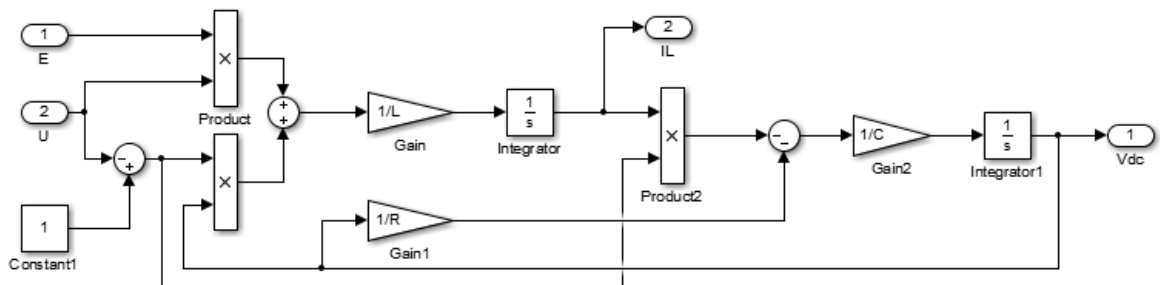 1
E
2
U
×
Product
×
+
+
−
+
1
Constant1
1/L
Gain
1
s
Integrator
2
IL
×
Product2
1/R
Gain1
−
−
1/C
Gain2
1
s
Integrator1
1
Vdc